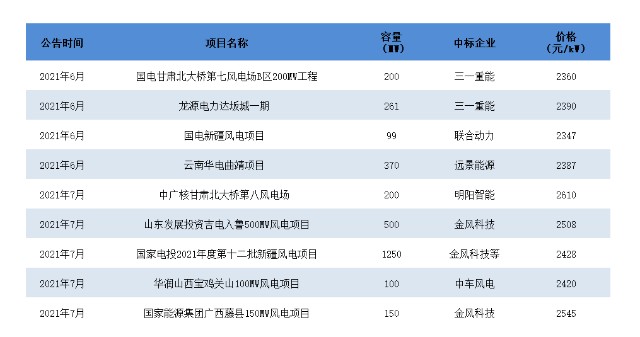 公告时间 项目名称 容量（MW） 中标企业 价格（元/kW）
2021年6月 国电甘肃北大桥第七风电场B区200MW工程 200 三一重能 2360
2021年6月 龙源电力达坂城一期 261 三一重能 2390
2021年6月 国电新疆风电项目 99 联合动力 2347
2021年6月 云南华电曲靖项目 370 远景能源 2387
2021年7月 中广核甘肃北大桥第八风电场 200 明阳智能 2610
2021年7月 山东发展投资吉电入鲁500MW风电项目 500 金风科技 2508
2021年7月 国家电投2021年度第十二批新疆风电项目 1250 金风科技等 2428
2021年7月 华润山西宝鸡关山100MW风电项目 100 中车风电 2420
2021年7月 国家能源集团广西藤县150MW风电项目 150 金风科技 2545